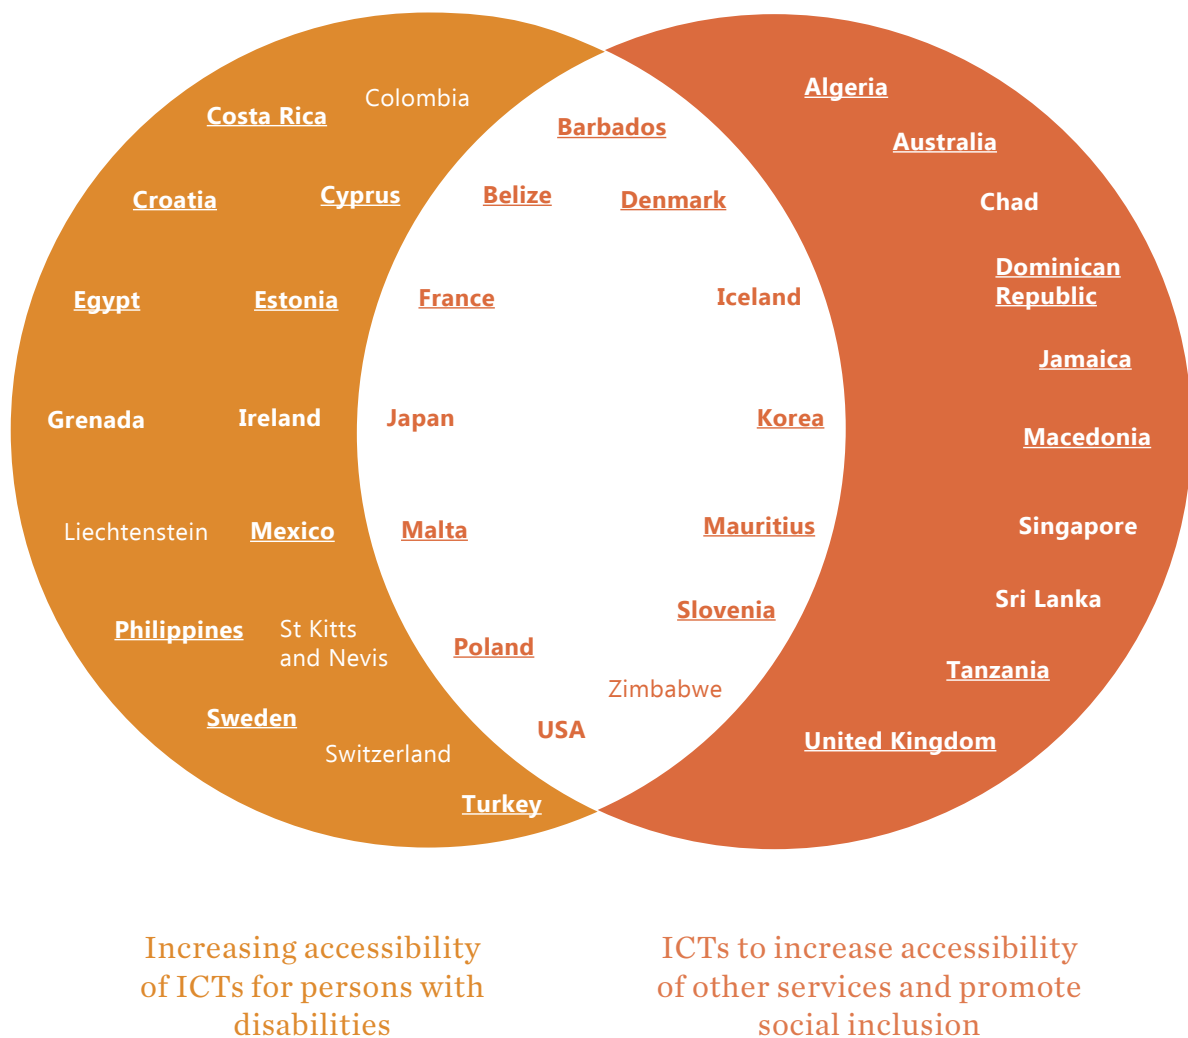 Costa Rica
Colombia
Croatia
Cyprus
Egypt
Estonia
Grenada
Ireland
Liechtenstein
Mexico
Philippines
St Kitts
and Nevis
Sweden
Switzerland
Turkey
Barbados
Belize
Denmark
France
Iceland
Japan
Korea
Malta
Mauritius
Slovenia
Poland
Zimbabwe
USA
Algeria
Australia
Chad
Dominican
Republic
Jamaica
Macedonia
Singapore
Sri Lanka
Tanzania
United Kingdom
Increasing accessibility
of ICTs for persons with
disabilities
ICTs to increase accessibility
of other services and promote
social inclusion